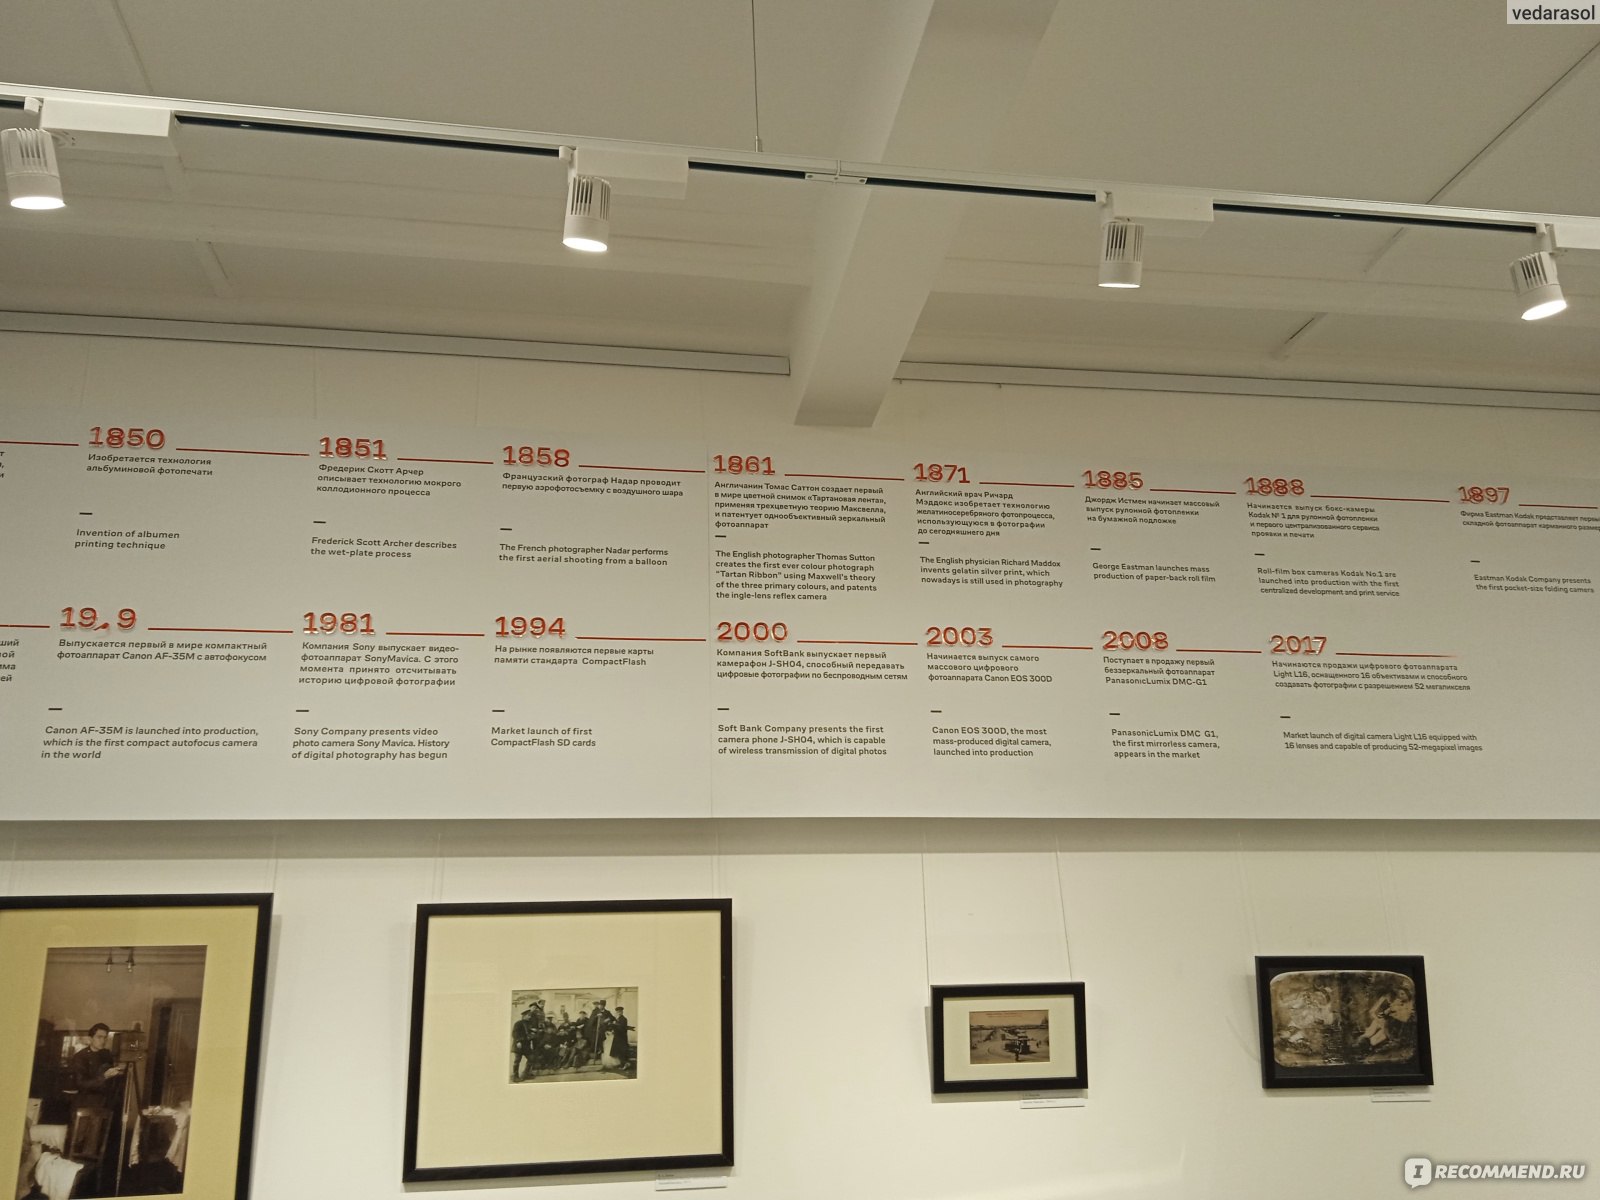 vedarasol
1850
Изобретается технология
альбуминовой фотопечати
Invention of albumen
printing technique
1851
Фредерик Скотт Арчер
описывает технологию мокрого
коллодионного процесса
Frederick Scott Archer describes
the wet-plate process
1858
Французский фотограф Надар проводит
первую аэрофотосъемку с воздушного шара
The French photographer Nadar performs
the first aerial shooting from a balloon
1861
Англичанин Томас Саттон создает первый
в мире цветной снимок «Тартановая лента»,
применяя трехцветную теорию Максвелла,
и патентует однообъективный зеркальный
фотоаппарат
The English photographer Thomas Sutton
creates the first ever colour photograph
"Tartan Ribbon" using Maxwell's theory
of the three primary colours, and patents
the ingle-lens reflex camera
1871
Английский врач Ричард
Мэддокс изобретает технологию
желатиносеребряного фотопроцесса,
использующуюся в фотографии
до сегодняшнего дня
The English physician Richard Maddox
invents gelatin silver print, which
nowadays is still used in photography
1885
Джордж Истмен начинает массовый
выпуск рулонной фотопленки
на бумажной подложке
George Eastman launches mass
production of paper-back roll film
1888
Начинается выпуск бокс-камеры
Kodak № 1 для рулонной фотопленки
и первого централизованного сервиса
проявки и печати
Roll-film box cameras Kodak No.1 are
launched into production with the first
centralized development and print service
1897
Фирма Eastman Kodak представляет
складной фотоаппарат карманного
Eastman Kodak Company presents
the first pocket-size folding camera
19 9
Выпускается первый в мире компактный
фотоаппарат Canon AF-35M с автофокусом
Canon AF-35M is launched into production,
which is the first compact autofocus camera
in the world
1981
Компания Sony выпускает видео-
фотоаппарат SonyMavica. С этого
момента принято отсчитывать
историю цифровой фотографии
Sony Company presents video
photo camera Sony Mavica. History
of digital photography has begun
1994
На рынке появляются первые карты
памяти стандарта CompactFlash
Market launch of first
CompactFlash SD cards
2000
Компания SoftBank выпускает первый
камерафон J-SH04, способный передавать
цифровые фотографии по беспроводным сетям
Soft Bank Company presents the first
camera phone J-SH04, which is capable
of wireless transmission of digital photos
2003
Начинается выпуск самого
массового цифрового
фотоаппарата Canon EOS 300D
Canon EOS 300D, the most
mass-produced digital camera,
launched into production
2008
Поступает в продажу первый
беззеркальный фотоаппарат
PanasonicLumix DMC-G1
PanasonicLumix DMC G1,
the first mirrorless camera,
appears in the market
2017
Начинаются продажи цифрового фотоаппарата
Light L16, оснащенного 16 объективами и способного
создавать фотографии с разрешением 52 мегапикселя
Market launch of digital camera Light L16 equipped with
16 lenses and capable of producing 52-megapixel images
IRECOMMEND.RU